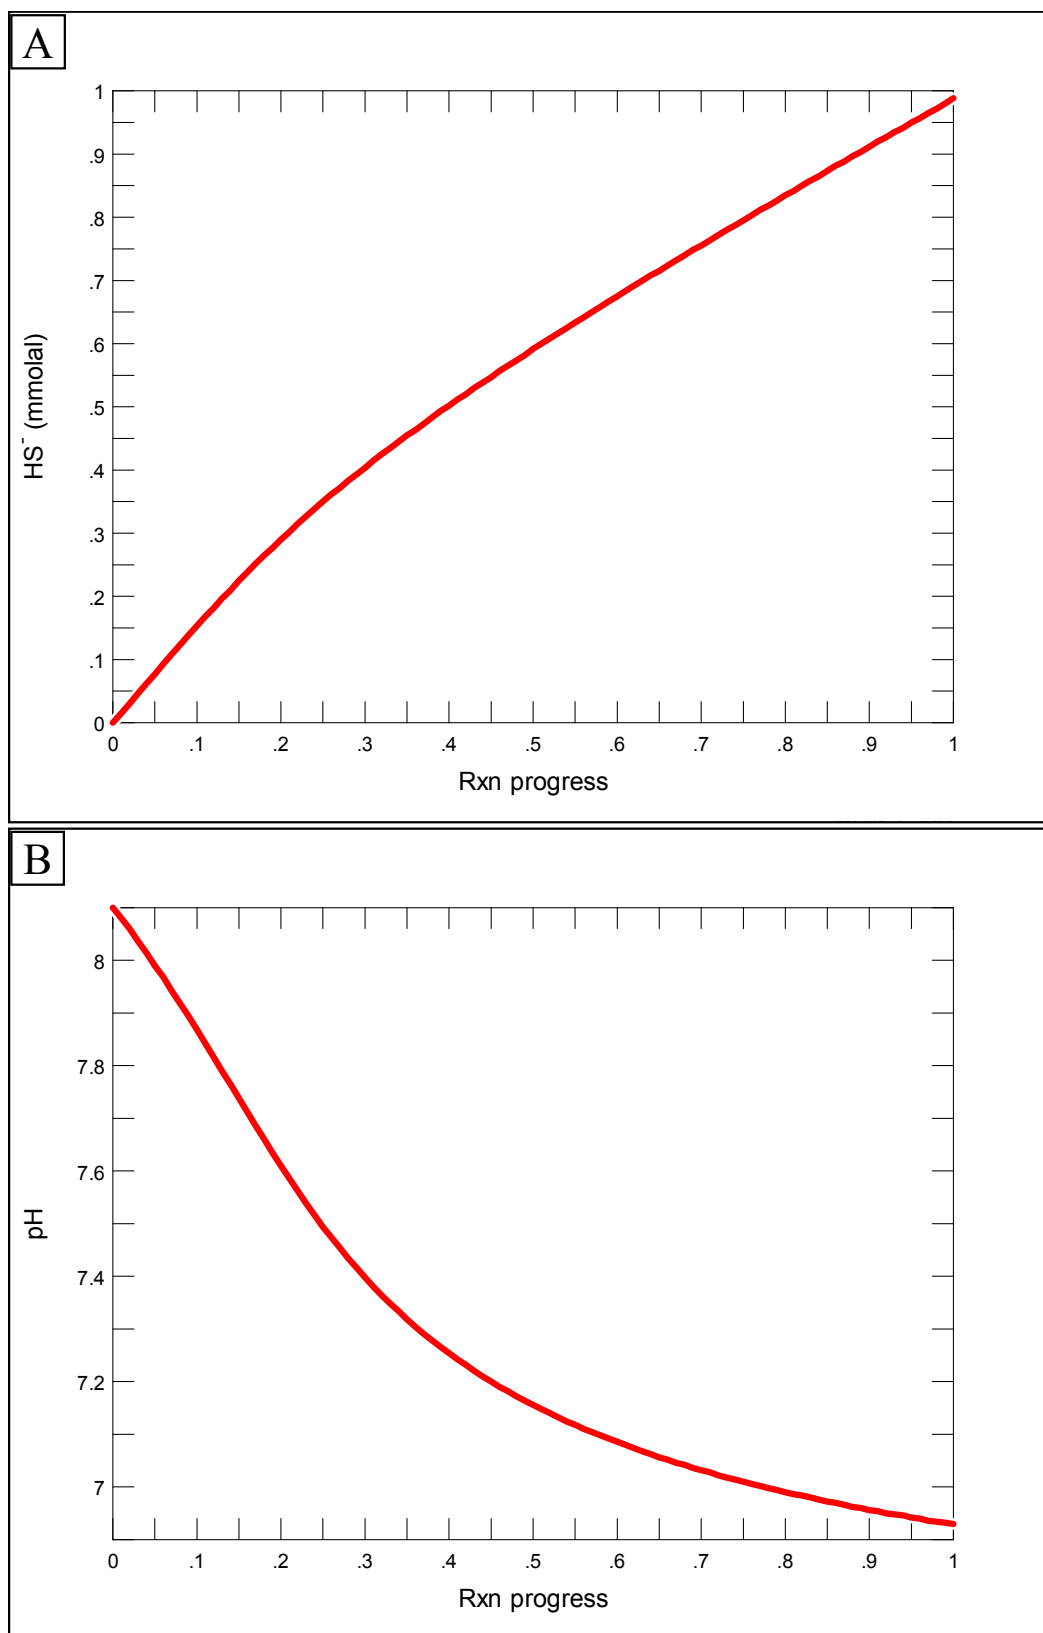 A
1
.9
.8
.7
.6
.5
.4
.3
.2
.1
0
HS⁻ (mmolal)
0 .1 .2 .3 .4 .5 .6 .7 .8 .9 1
Rxn progress
B
8
7.8
7.6
7.4
7.2
7
pH
0 .1 .2 .3 .4 .5 .6 .7 .8 .9 1
Rxn progress